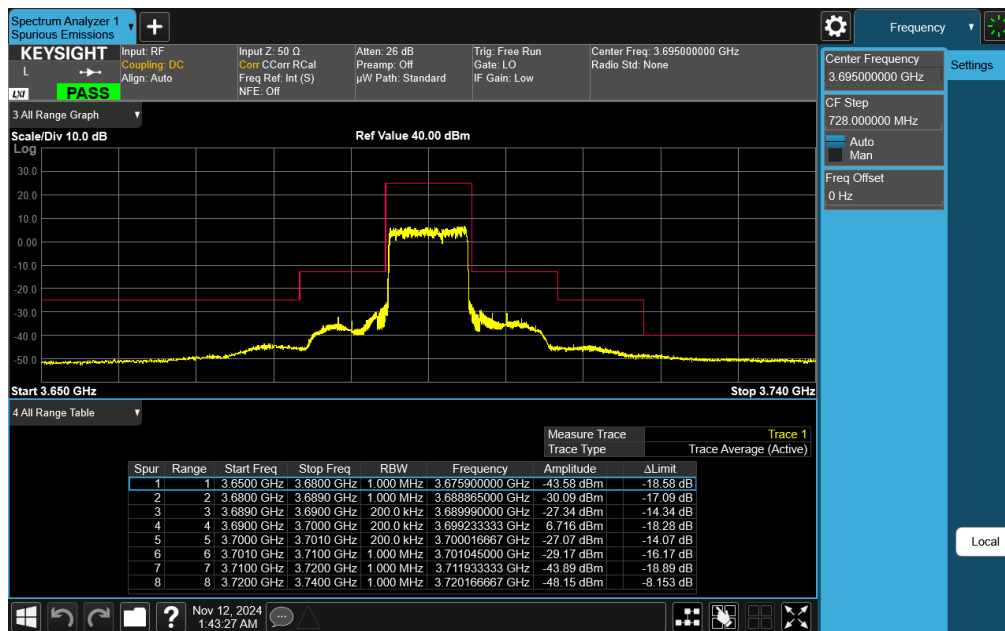 Spectrum Analyzer 1
Spurious Emissions
Frequency
KEYSIGHT
L
LXI
PASS
Input: RF
Coupling: DC
Align: Auto
Input Z: 50 Ω
Corr CCorr RCal
Freq Ref: Int (S)
NFE: Off
Atten: 26 dB
Preamp: Off
µW Path: Standard
Trig: Free Run
Gate: LO
IF Gain: Low
Center Freq: 3.695000000 GHz
Radio Std: None
Center Frequency
3.695000000 GHz
Settings
CF Step
728.000000 MHz
Auto
Man
Freq Offset
0 Hz
Local
3 All Range Graph
Scale/Div 10.0 dB
Ref Value 40.00 dBm
Log
30.0
20.0
10.0
0.00
-10.0
-20.0
-30.0
-40.0
-50.0
Start 3.650 GHz
Stop 3.740 GHz
4 All Range Table
Measure Trace Trace 1
Trace Type Trace Average (Active)
Spur Range Start Freq Stop Freq RBW Frequency Amplitude ΔLimit
1 1 3.6500 GHz 3.6800 GHz 1.000 MHz 3.675900000 GHz -43.58 dBm -18.58 dB
2 2 3.6800 GHz 3.6890 GHz 1.000 MHz 3.688865000 GHz -30.09 dBm -17.09 dB
3 3 3.6890 GHz 3.6900 GHz 200.0 kHz 3.689990000 GHz -27.34 dBm -14.34 dB
4 4 3.6900 GHz 3.7000 GHz 200.0 kHz 3.699233333 GHz 6.716 dBm -18.28 dB
5 5 3.7000 GHz 3.7010 GHz 200.0 kHz 3.700016667 GHz -27.07 dBm -14.07 dB
6 6 3.7010 GHz 3.7100 GHz 1.000 MHz 3.701045000 GHz -29.17 dBm -16.17 dB
7 7 3.7100 GHz 3.7200 GHz 1.000 MHz 3.711933333 GHz -43.89 dBm -18.89 dB
8 8 3.7200 GHz 3.7400 GHz 1.000 MHz 3.720166667 GHz -48.15 dBm -8.153 dB
?
Nov 12, 2024
1:43:27 AM